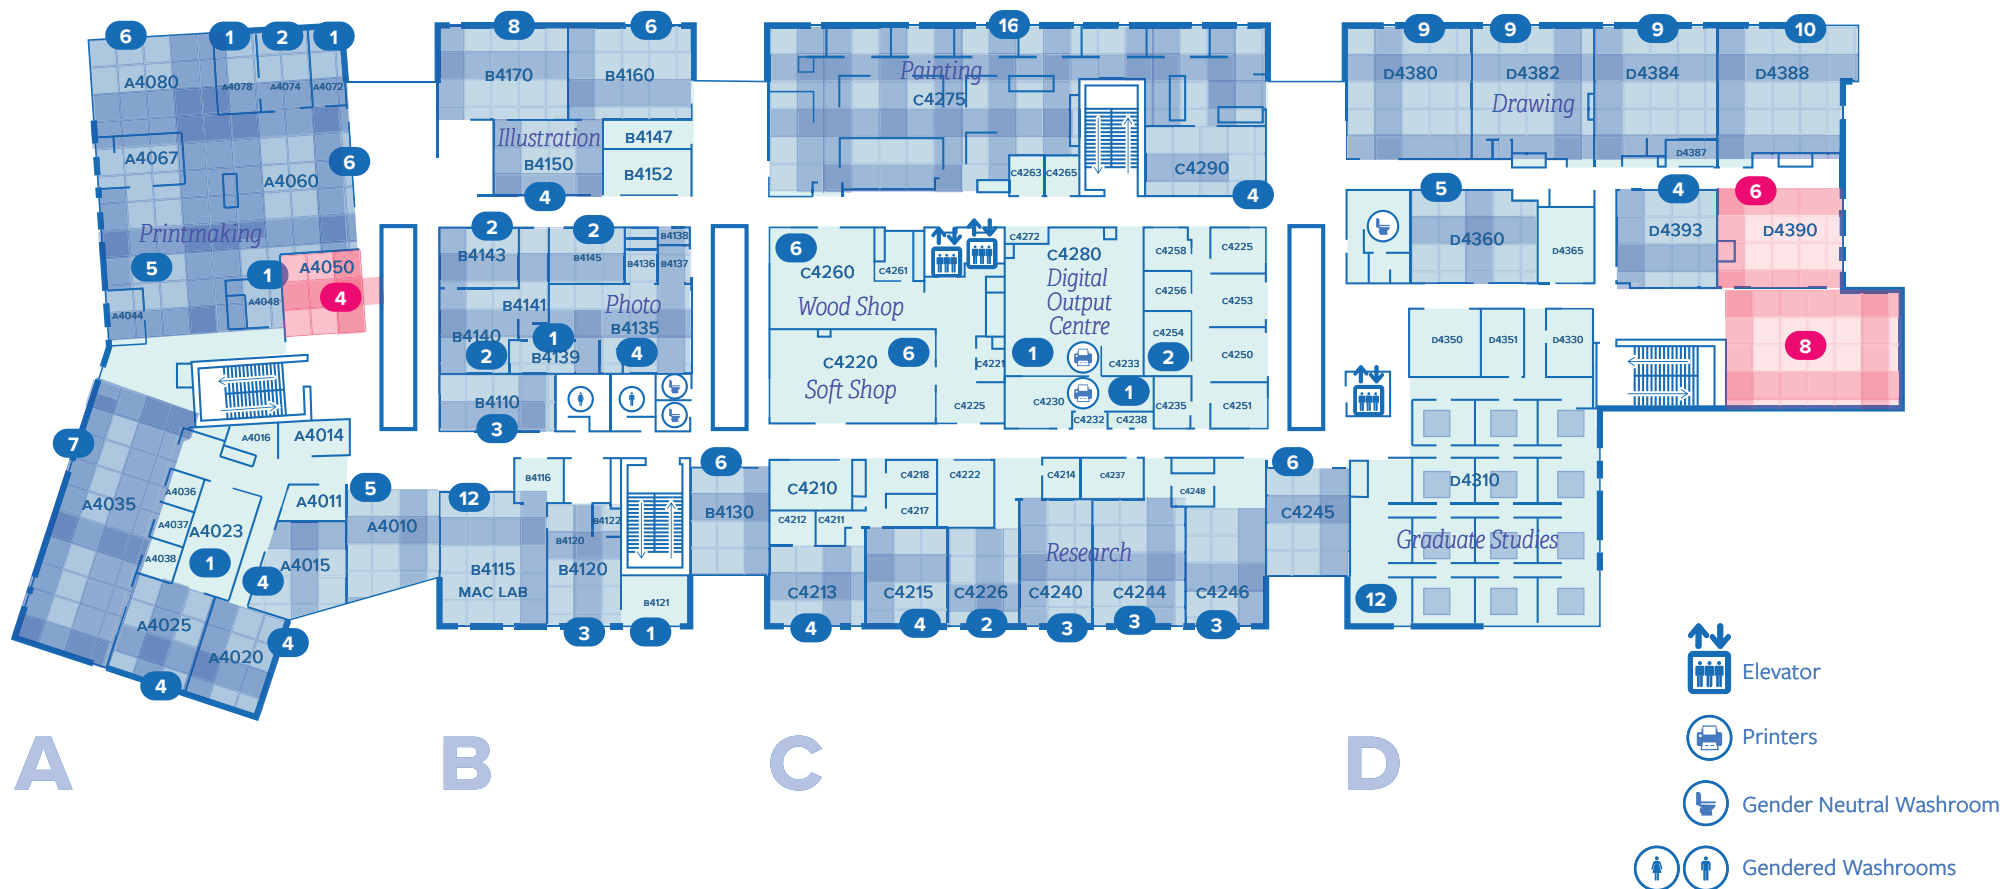 6
1
2
1
A4080
A4078
A4074
A4072
A4067
A4060
6
Printmaking
5
1
A4050
4
A4048
A4044
7
A4016
A4014
A4035
A4036
A4037
A4038
A4023
1
A4011
5
A4010
A4015
4
A4025
A4020
4
4
8
6
B4170
B4160
Illustration
B4150
B4147
B4152
4
2
2
B4143
B4145
B4138
B4136
B4137
B4141
Photo
B4140
B4135
1
2
B4139
4
B4110
3
B4116
12
B4122
B4120
B4115
MAC LAB
B4120
B4121
3
1
6
B4130
16
Painting
C4275
C4263
C4265
C4290
4
6
C4260
C4261
Wood Shop
C4220
6
Soft Shop
C4272
C4280
Digital
Output
Centre
1
C4221
C4225
C4230
C4233
1
C4232
C4238
C4258
C4256
C4254
2
C4235
C4225
C4253
C4250
C4251
C4210
C4212
C4211
C4218
C4217
C4222
C4214
C4237
C4248
6
C4245
Research
C4213
C4215
C4226
C4240
C4244
C4246
4
4
2
3
3
3
9
9
9
10
D4380
D4382
D4384
D4388
Drawing
D4387
5
D4360
D4365
4
D4393
6
D4390
D4350
D4351
D4330
8
D4310
Graduate Studies
12
Elevator
Printers
Gender Neutral Washroom
Gendered Washrooms
A
B
C
D